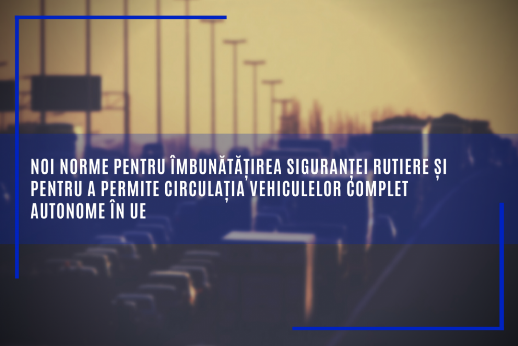 NOI NORME PENTRU ÎMBUNĂTĂȚIREA SIGURANȚEI RUTIERE ȘI
PENTRU A PERMITE CIRCULAȚIA VEHICULELOR COMPLET
AUTONOME ÎN UE